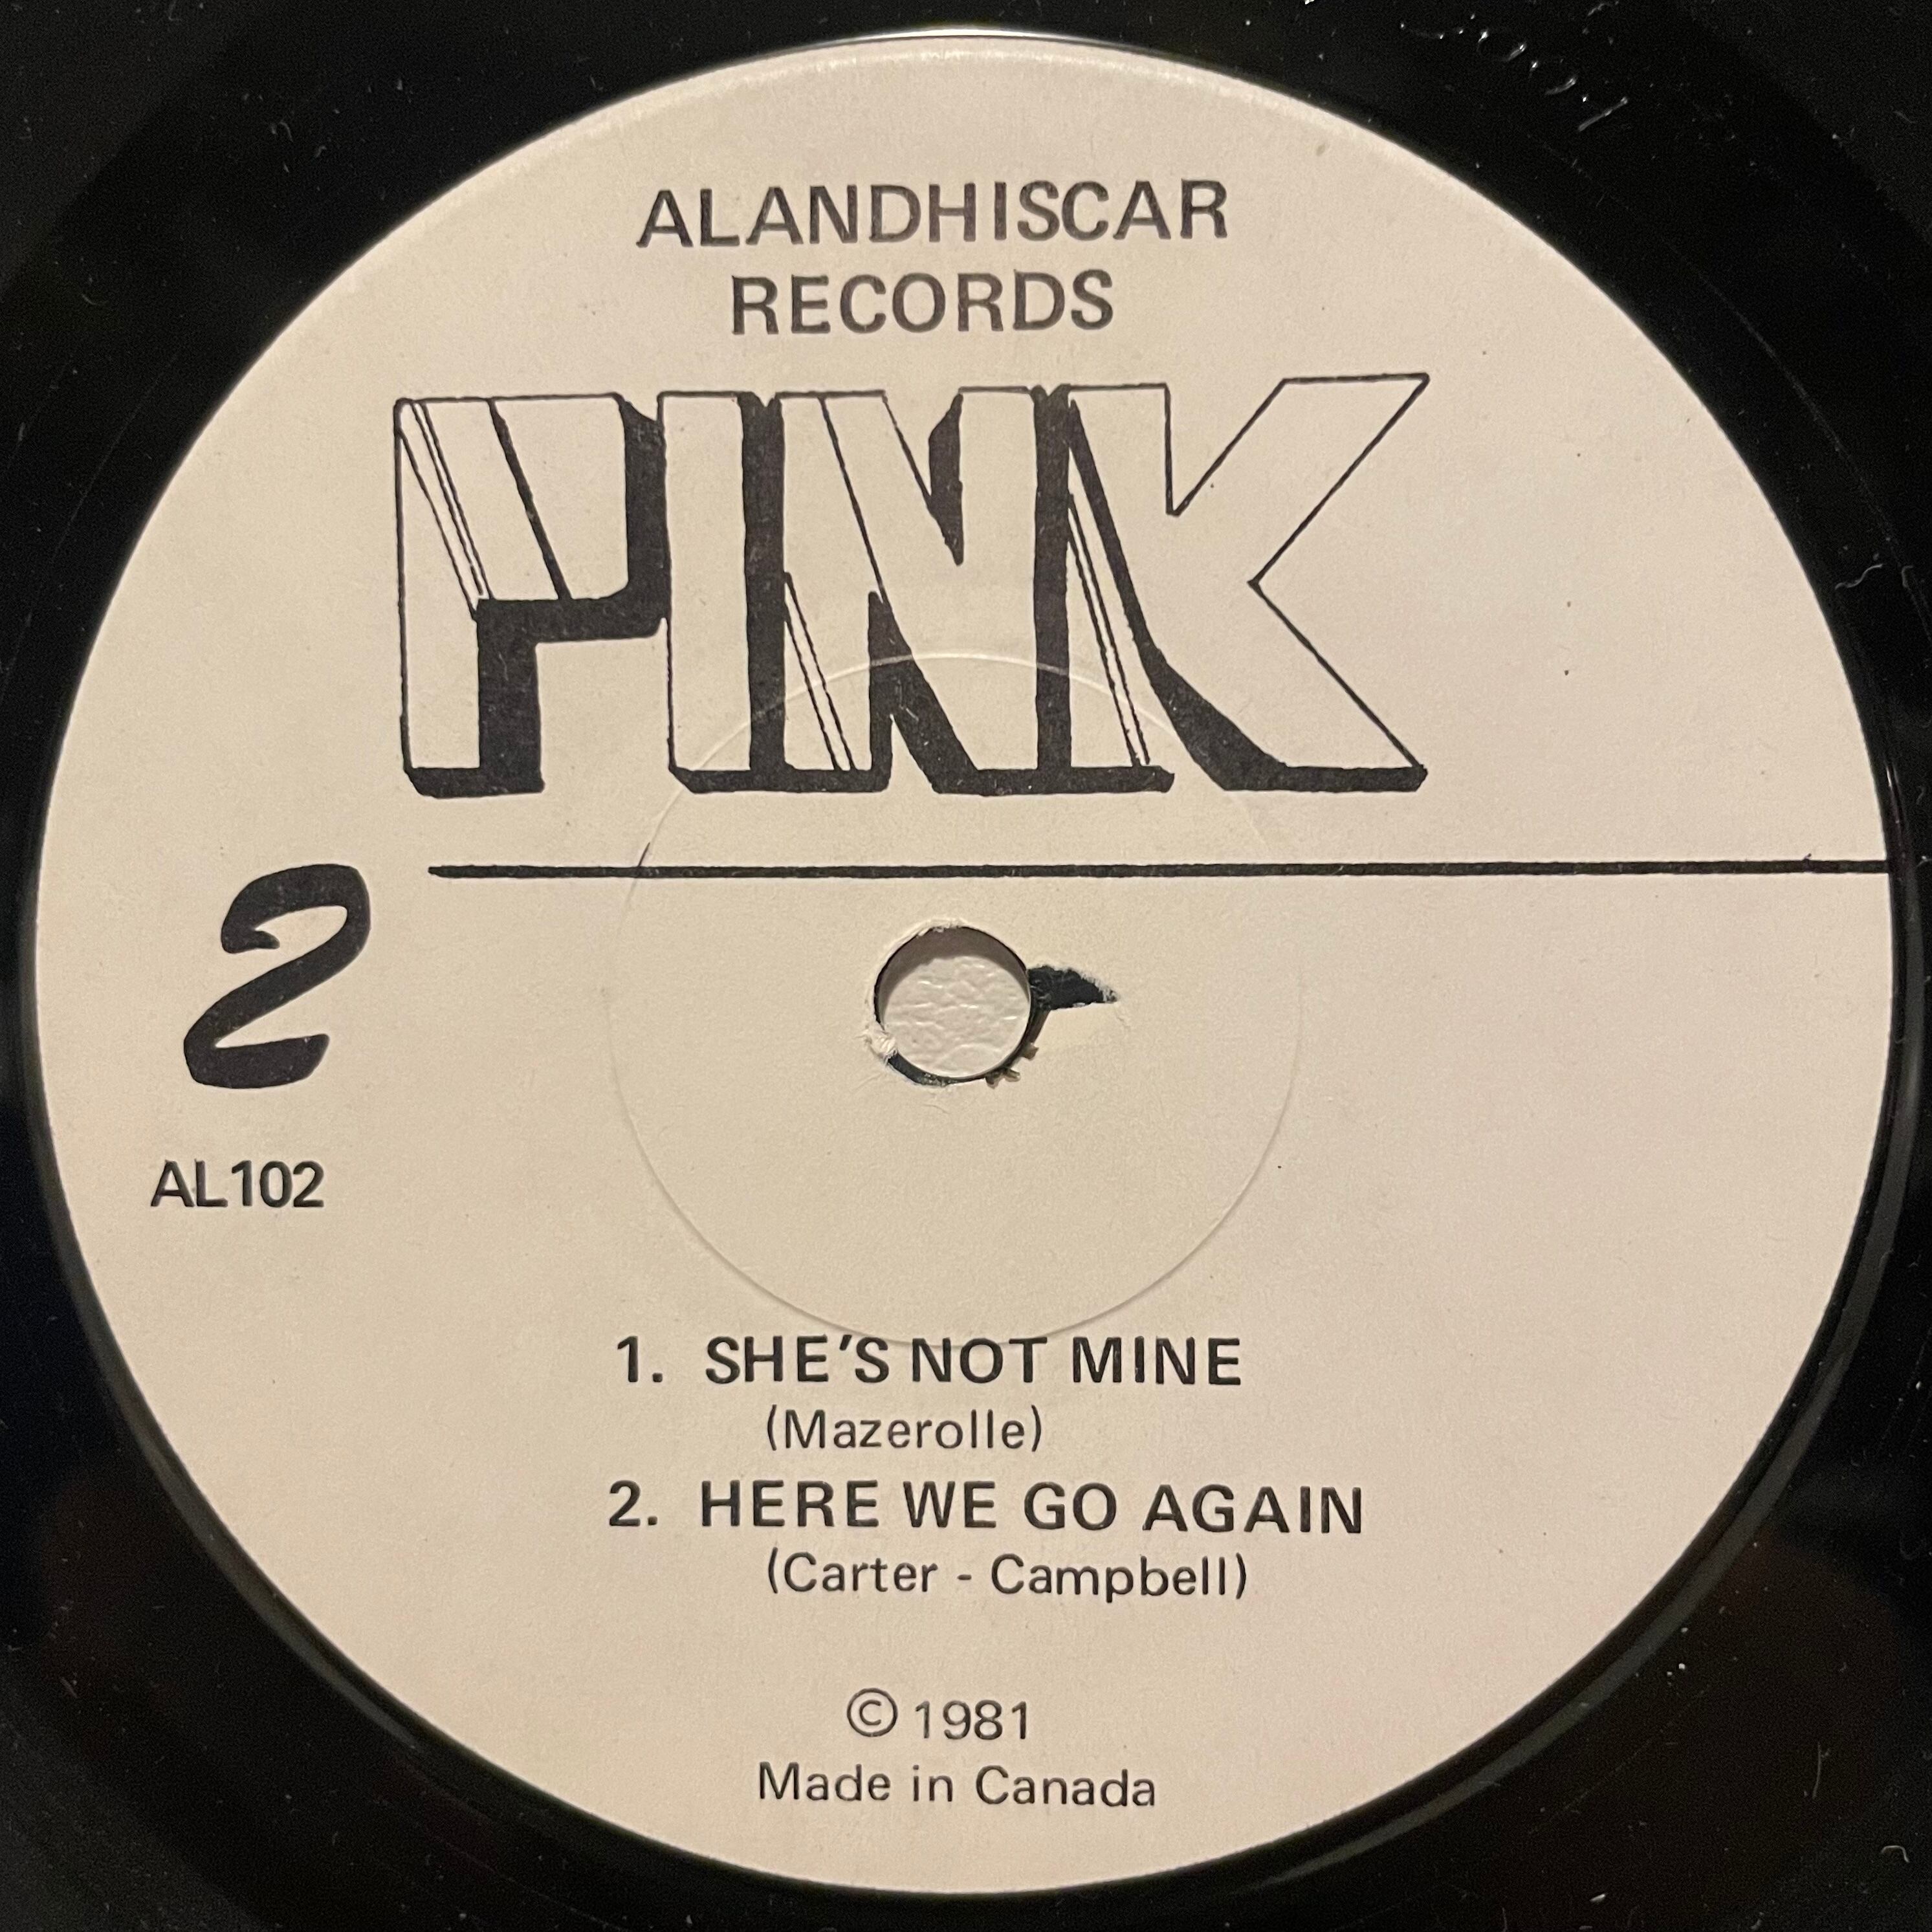 ALANDHISCAR
RECORDS
PINK
2
AL102
1. SHE'S NOT MINE
(Mazerolle)
2. HERE WE GO AGAIN
(Carter - Campbell)
© 1981
Made in Canada